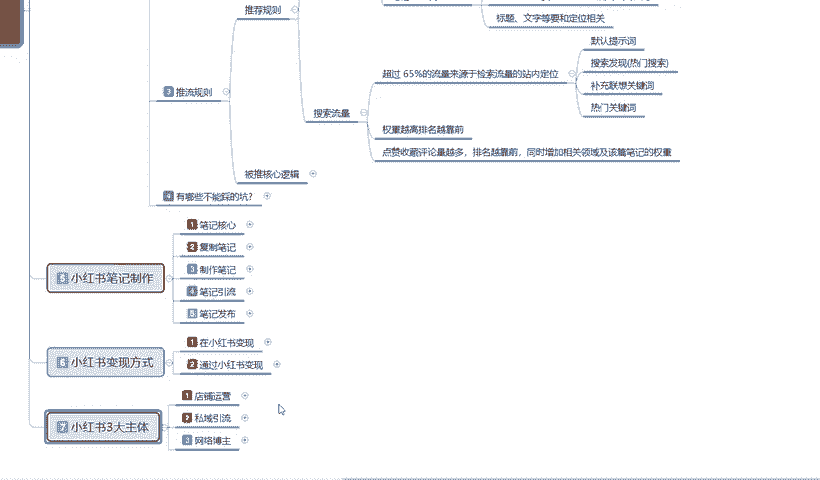 推荐规则
标题、文字等要和定位相关
默认提示词
搜索发现(热门搜索)
超过 65%的流量来源于检索流量的站内定位
补充联想关键词
3 推流规则
热门关键词
搜索流量
权重越离排名越靠前
点赞收藏评论量越多，排名越靠前，同时增加相关领域及该篇笔记的权重
被推核心逻辑
4 有哪些不能踩的坑?
1 笔记核心
2 复制笔记
5 小红书笔记制作
3 制作笔记
4 笔记引流
5 笔记发布
1 在小红书变现
6 小红书变现方式
2 通过小红书变现
1 店铺运营
7 小红书3大主体
2 私域引流
3 网络博主